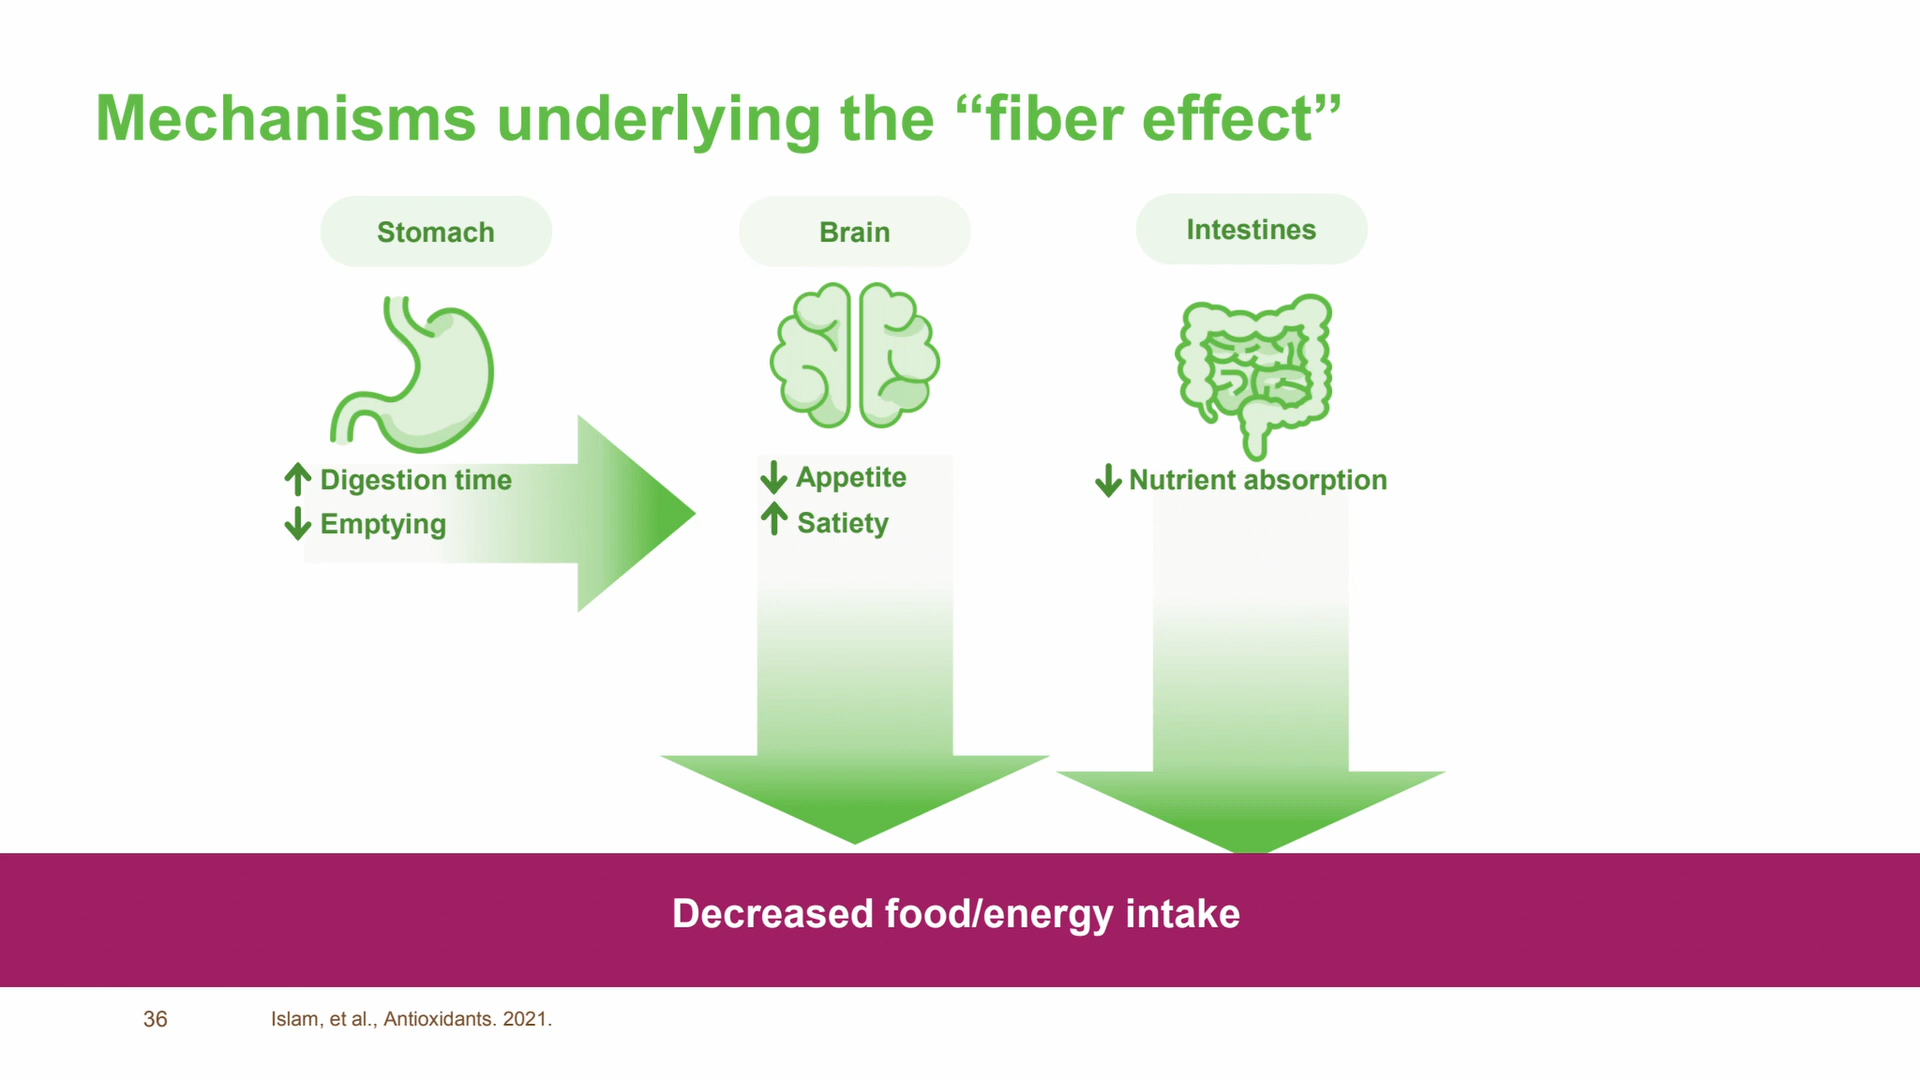 Mechanisms underlying the “fiber effect”
Stomach
Brain
Intestines
Digestion time
Emptying
Appetite
Satiety
Nutrient absorption
Decreased food/energy intake
36
Islam, et al., Antioxidants. 2021.